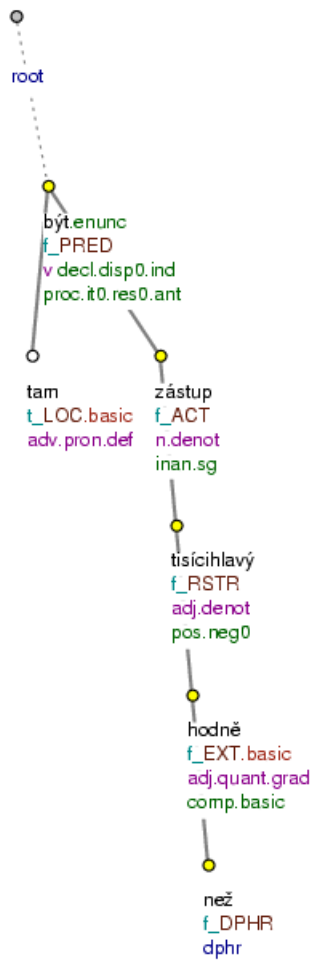 root
být.enunc
f_PRED
v decl.disp0.ind
proc.it0.res0.ant
tam
t_LOC.basic
adv.pron.def
zástup
f_ACT
n.denot
inan.sg
tisícihlavý
f_RSTR
adj.denot
pos.neg0
hodně
f_EXT.basic
adj.quant.grad
comp.basic
než
f_DPHR
dphr